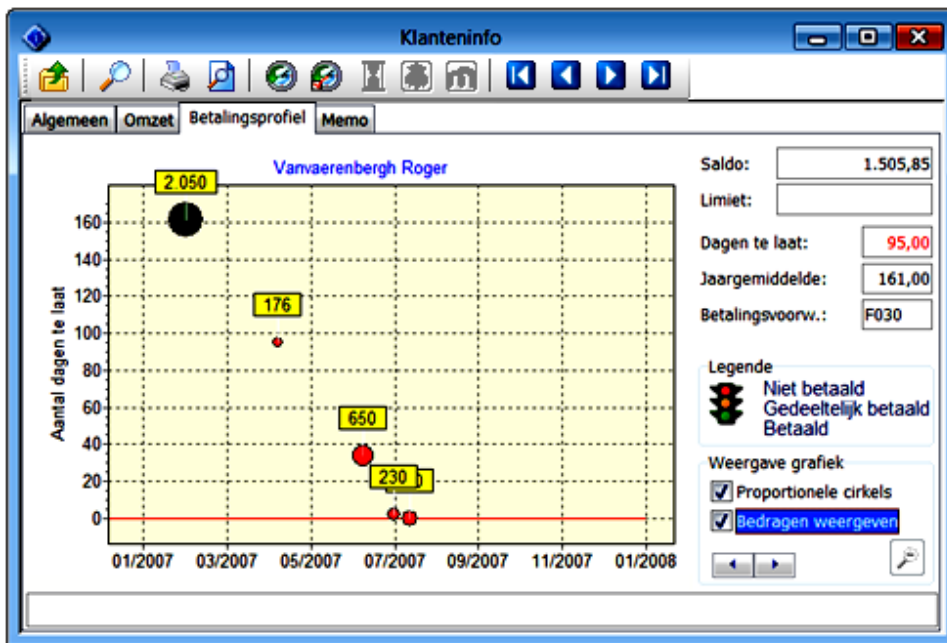 Klanteninfo
Algemeen Omzet Betalingsprofiel Memo
Vanvaerenbergh Roger
Aantal dagen te laat
160
140
120
100
80
60
40
20
0
2.050
176
650
230
01/2007 03/2007 05/2007 07/2007 09/2007 11/2007 01/2008
Saldo: 1.505,85
Limiet:
Dagen te laat: 95,00
Jaargemiddelde: 161,00
Betalingsvoorw.: F030
Legende
Niet betaald
Gedeeltelijk betaald
Betaald
Weergave grafiek
Proportionele cirkels
Bedragen weergeven